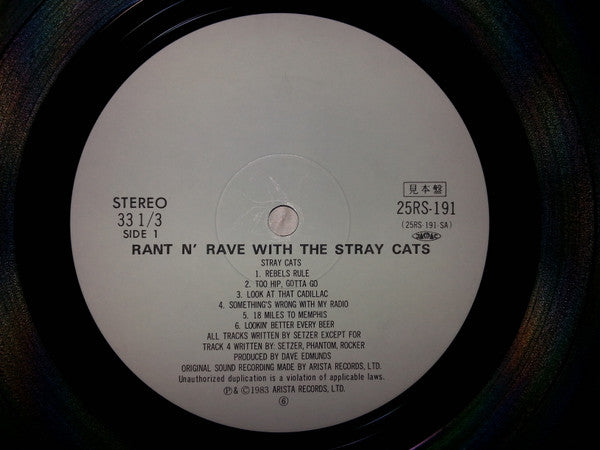 STEREO
33 1/3
SIDE 1
見本盤
25RS-191
(25RS-191-SA)
RANT N' RAVE WITH THE STRAY CATS
STRAY CATS
1. REBELS RULE
2. TOO HIP, GOTTA GO
3. LOOK AT THAT CADILLAC
4. SOMETHING'S WRONG WITH MY RADIO
5. 18 MILES TO MEMPHIS
6. LOOKIN' BETTER EVERY BEER
ALL TRACKS WRITTEN BY SETZER EXCEPT FOR
TRACK 4 WRITTEN BY: SETZER, PHANTOM, ROCKER
PRODUCED BY DAVE EDMUNDS
ORIGINAL SOUND RECORDING MADE BY ARISTA RECORDS, LTD.
Unauthorized duplication is a violation of applicable laws.
℗ & ©1983 ARISTA RECORDS, LTD.
⑥